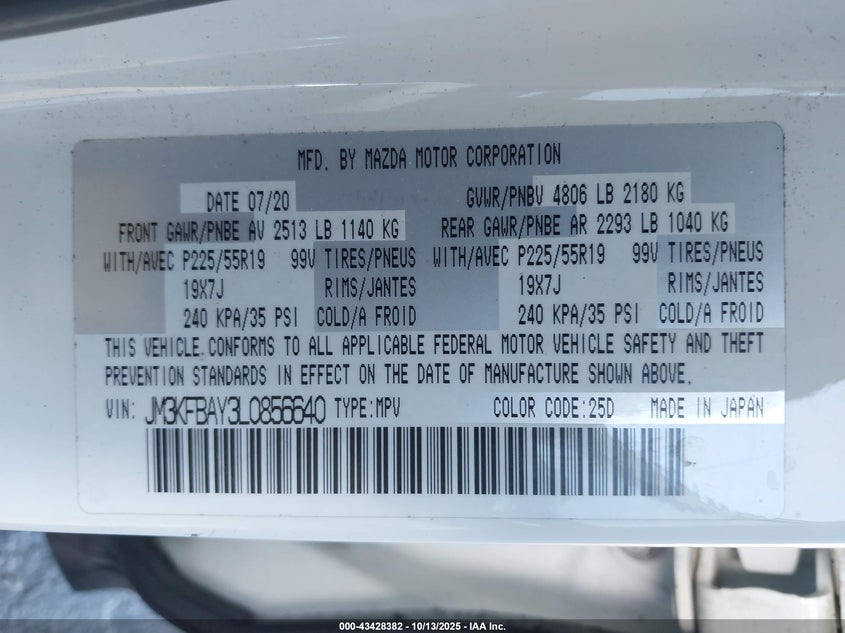 MFD. BY MAZDA MOTOR CORPORATION
DATE 07/20 GVWR/PNBV 4806 LB 2180 KG
FRONT GAWR/PNBE AV 2513 LB 1140 KG REAR GAWR/PNBE AR 2293 LB 1040 KG
WITH/AVEC P225/55R19 99V TIRES/PNEUS WITH/AVEC P225/55R19 99V TIRES/PNEUS
19X7J RIMS/JANTES 19X7J RIMS/JANTES
240 KPA/35 PSI COLD/A FROID 240 KPA/35 PSI COLD/A FROID
THIS VEHICLE CONFORMS TO ALL APPLICABLE FEDERAL MOTOR VEHICLE SAFETY AND THEFT
PREVENTION STANDARDS IN EFFECT ON THE DATE OF MANUFACTURE SHOWN ABOVE.
VIN: JM3KFBAY3L0856640 TYPE:MPV COLOR CODE:25D MADE IN JAPAN
000-43428382 - 10/13/2025 - IAA Inc.